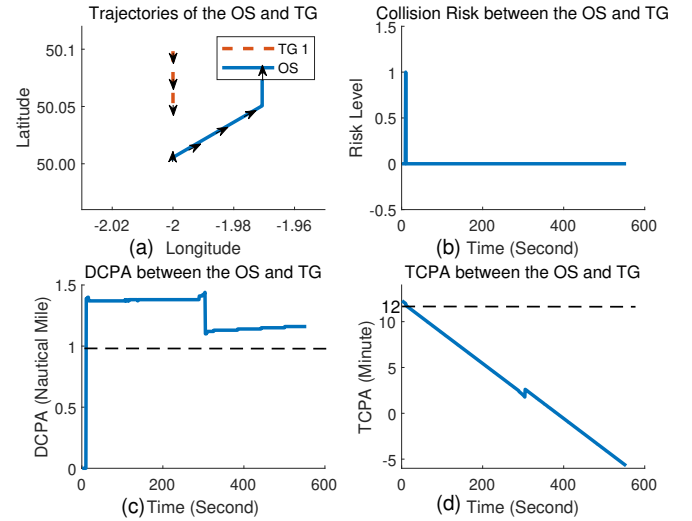 Trajectories of the OS and TG
50.1
50.05
50.00
Latitude
-2.02
-2
-1.98
-1.96
Longitude
(a)
TG 1
OS
Collision Risk between the OS and TG
1.5
1
0.5
0
-0.5
Risk Level
0
200
400
600
(b)
Time (Second)
DCPA between the OS and TG
1.5
1
0.5
0
DCPA (Nautical Mile)
0
200
400
600
(c)
Time (Second)
TCPA between the OS and TG
12
10
5
0
-5
TCPA (Minute)
0
200
400
600
(d)
Time (Second)